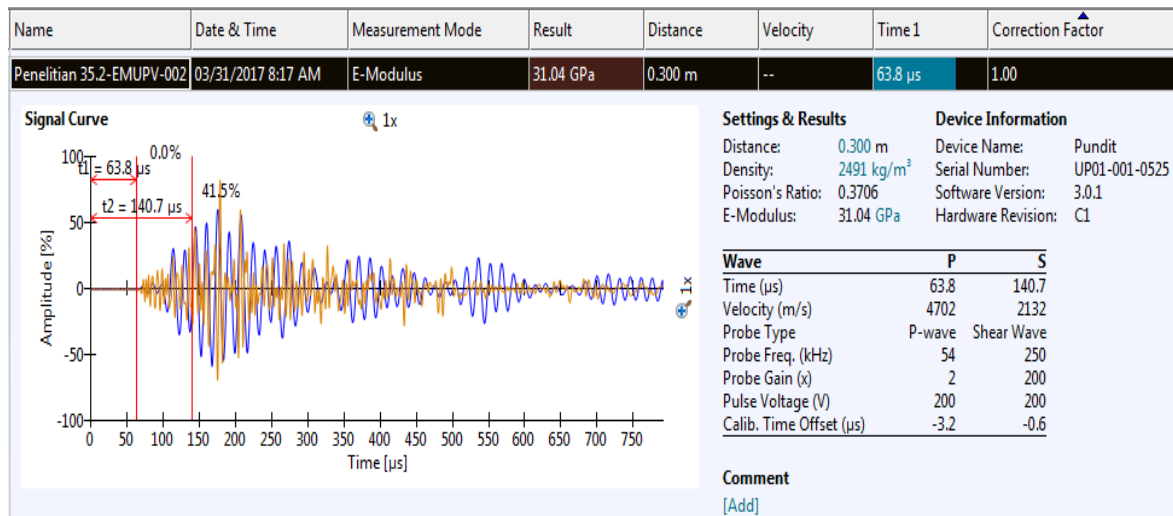 Name Date & Time Measurement Mode Result Distance Velocity Time 1 Correction Factor
Penelitian 35.2-EMUPV-002 03/31/2017 8:17 AM E-Modulus 31.04 GPa 0.300 m -- 63.8 µs 1.00
Signal Curve 1x
Settings & Results Device Information
Distance: 0.300 m Device Name: Pundit
Density: 2491 kg/m³ Serial Number: UP01-001-0525
Poisson's Ratio: 0.3706 Software Version: 3.0.1
E-Modulus: 31.04 GPa Hardware Revision: C1
0.0%
t1 = 63.8 µs
41.5%
t2 = 140.7 µs
100
50
0
-50
-100
Amplitude [%]
0 50 100 150 200 250 300 350 400 450 500 550 600 650 700 750
Time [µs]
1x
Wave P S
Time (µs) 63.8 140.7
Velocity (m/s) 4702 2132
Probe Type P-wave Shear Wave
Probe Freq. (kHz) 54 250
Probe Gain (x) 2 200
Pulse Voltage (V) 200 200
Calib. Time Offset (µs) -3.2 -0.6
Comment
[Add]